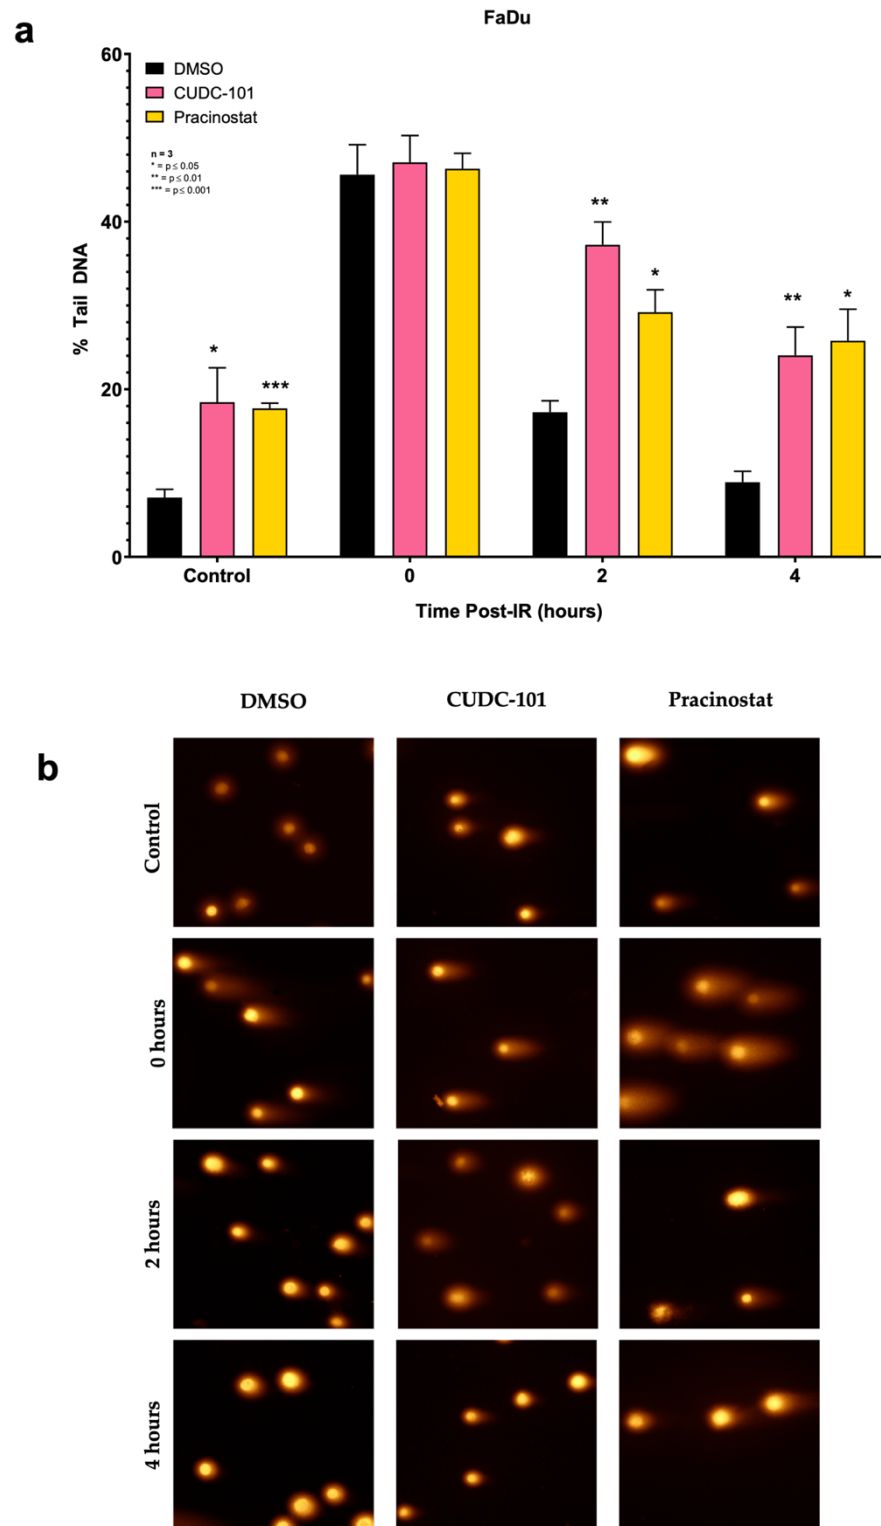 a
FaDu
60
40
20
0
% Tail DNA
DMSO
CUDC-101
Pracinostat
n = 3
* = p ≤ 0.05
** = p ≤ 0.01
*** = p ≤ 0.001
*
***
**
*
**
*
Control
0
2
4
Time Post-IR (hours)
b
DMSO
CUDC-101
Pracinostat
Control
0 hours
2 hours
4 hours